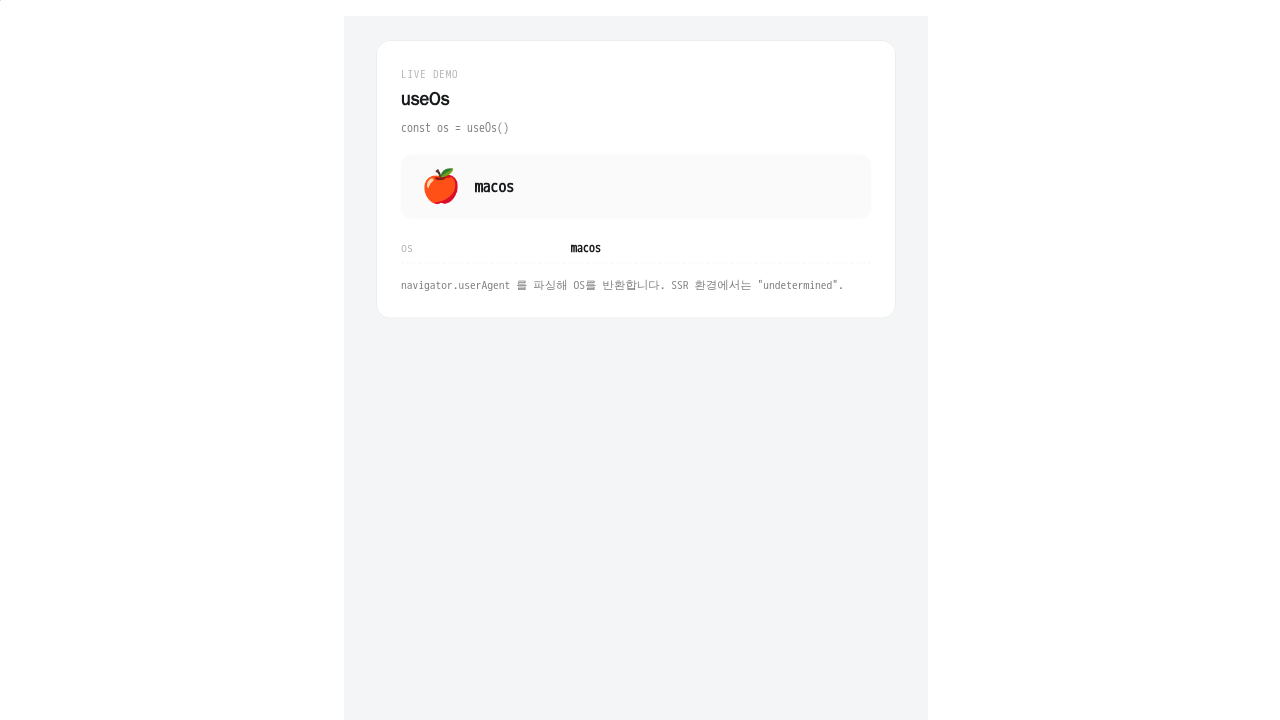 LIVE DEMO
useOs
const os = useOs()
macos
os macos
navigator.userAgent 를 파싱해 OS를 반환합니다. SSR 환경에서는 "undetermined".